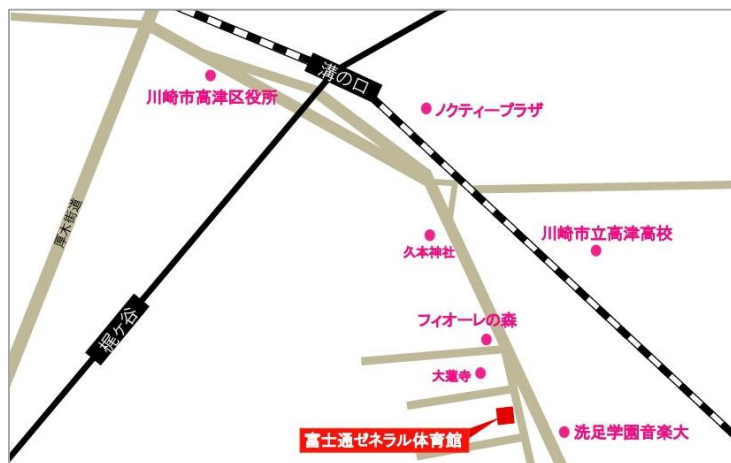 溝の口
川崎市高津区役所
ノクティープラザ
厚木街道
久本神社
川崎市立高津高校
梶ヶ谷
フィオーレの森
大蓮寺
富士通ゼネラル体育館
洗足学園音楽大